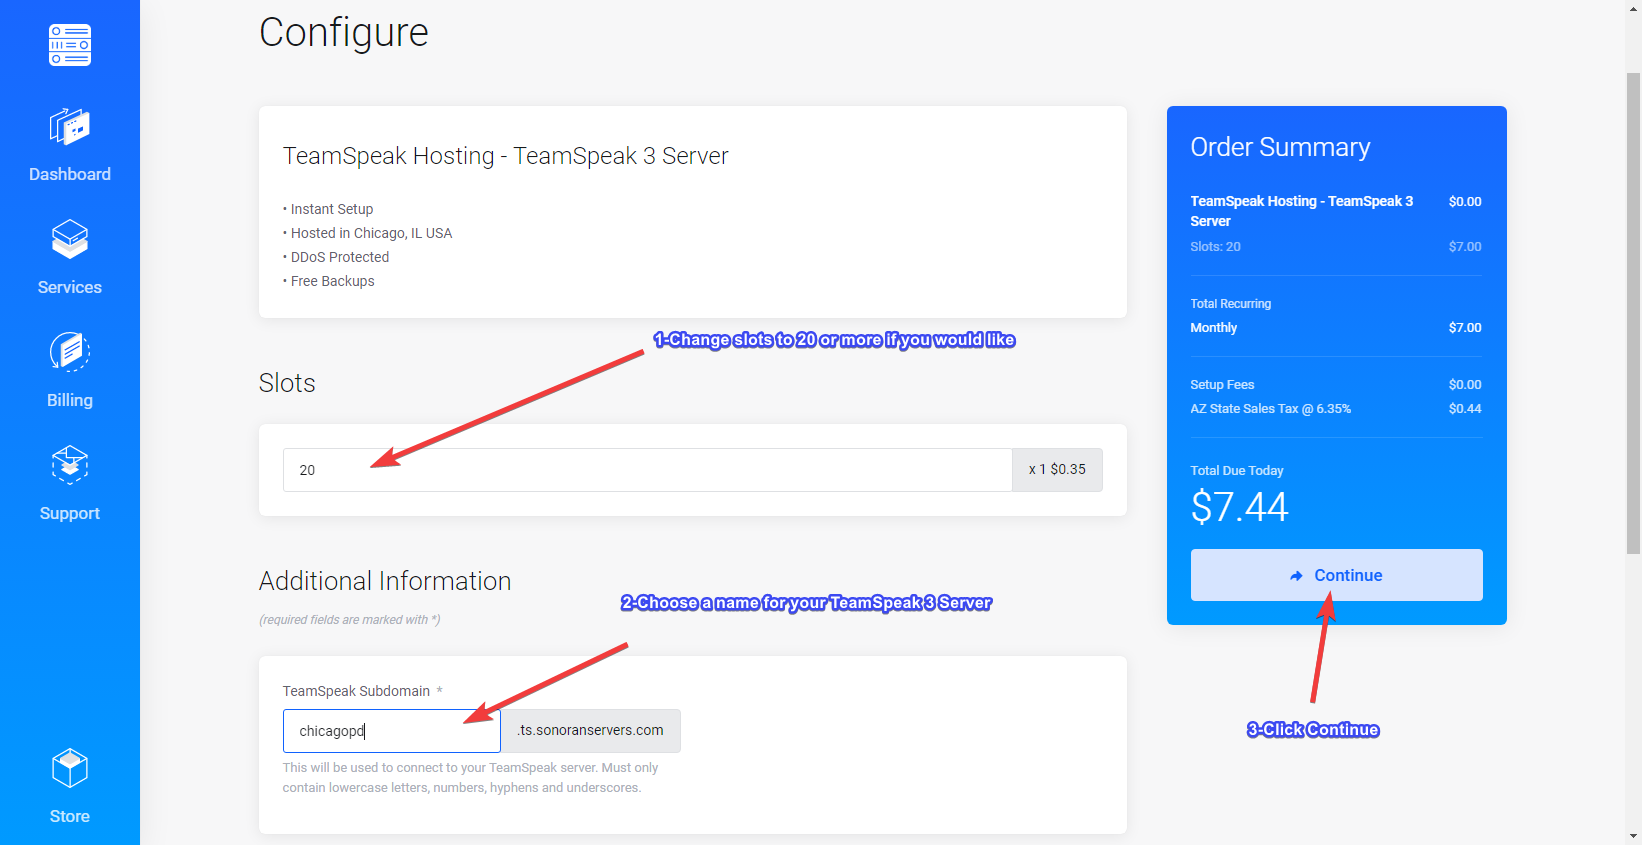 Dashboard
Services
Billing
Support
Store
Configure
TeamSpeak Hosting - TeamSpeak 3 Server
• Instant Setup
• Hosted in Chicago, IL USA
• DDoS Protected
• Free Backups
1-Change slots to 20 or more if you would like
Slots
20
x 1 $0.35
Additional Information
(required fields are marked with *)
2-Choose a name for your TeamSpeak 3 Server
TeamSpeak Subdomain *
chicagopd
.ts.sonoranservers.com
This will be used to connect to your TeamSpeak server. Must only
contain lowercase letters, numbers, hyphens and underscores.
Order Summary
TeamSpeak Hosting - TeamSpeak 3 $0.00
Server
Slots: 20 $7.00
Total Recurring
Monthly $7.00
Setup Fees $0.00
AZ State Sales Tax @ 6.35% $0.44
Total Due Today
$7.44
Continue
3-Click Continue